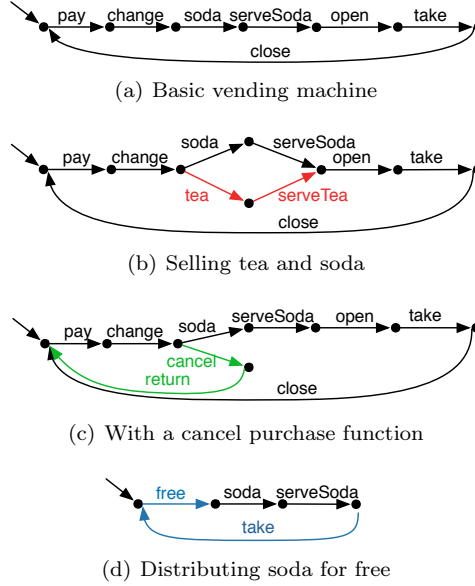 pay change soda serveSoda open take
close
(a) Basic vending machine
soda serveSoda
pay change open take
tea serveTea
close
(b) Selling tea and soda
serveSoda open take
pay change soda
cancel
return
close
(c) With a cancel purchase function
free soda serveSoda
take
(d) Distributing soda for free